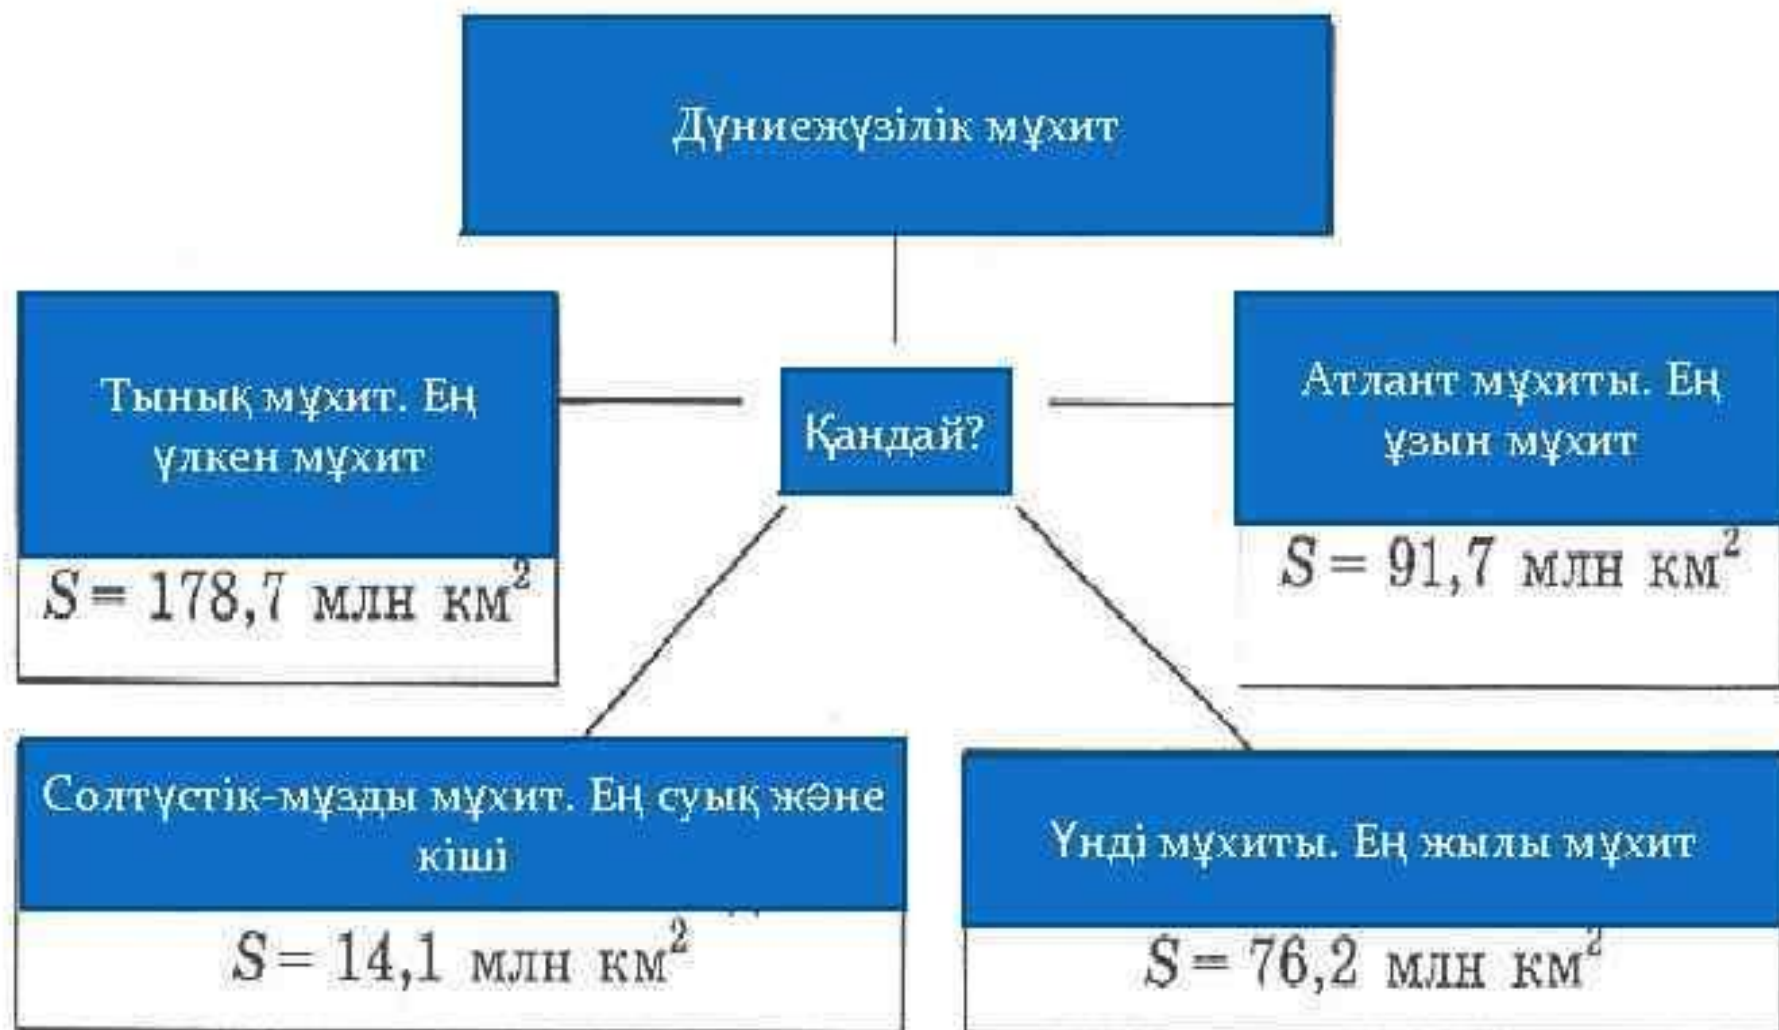 Дүниежүзілік мұхит
Тынық мұхит. Ең
үлкен мұхит
S = 178,7 млн км²
Қандай?
Атлант мұхиты. Ең
ұзын мұхит
S = 91,7 млн км²
Солтүстік-мұзды мұхит. Ең суық және
кіші
S = 14,1 млн км²
Үнді мұхиты. Ең жылы мұхит
S = 76,2 млн км²